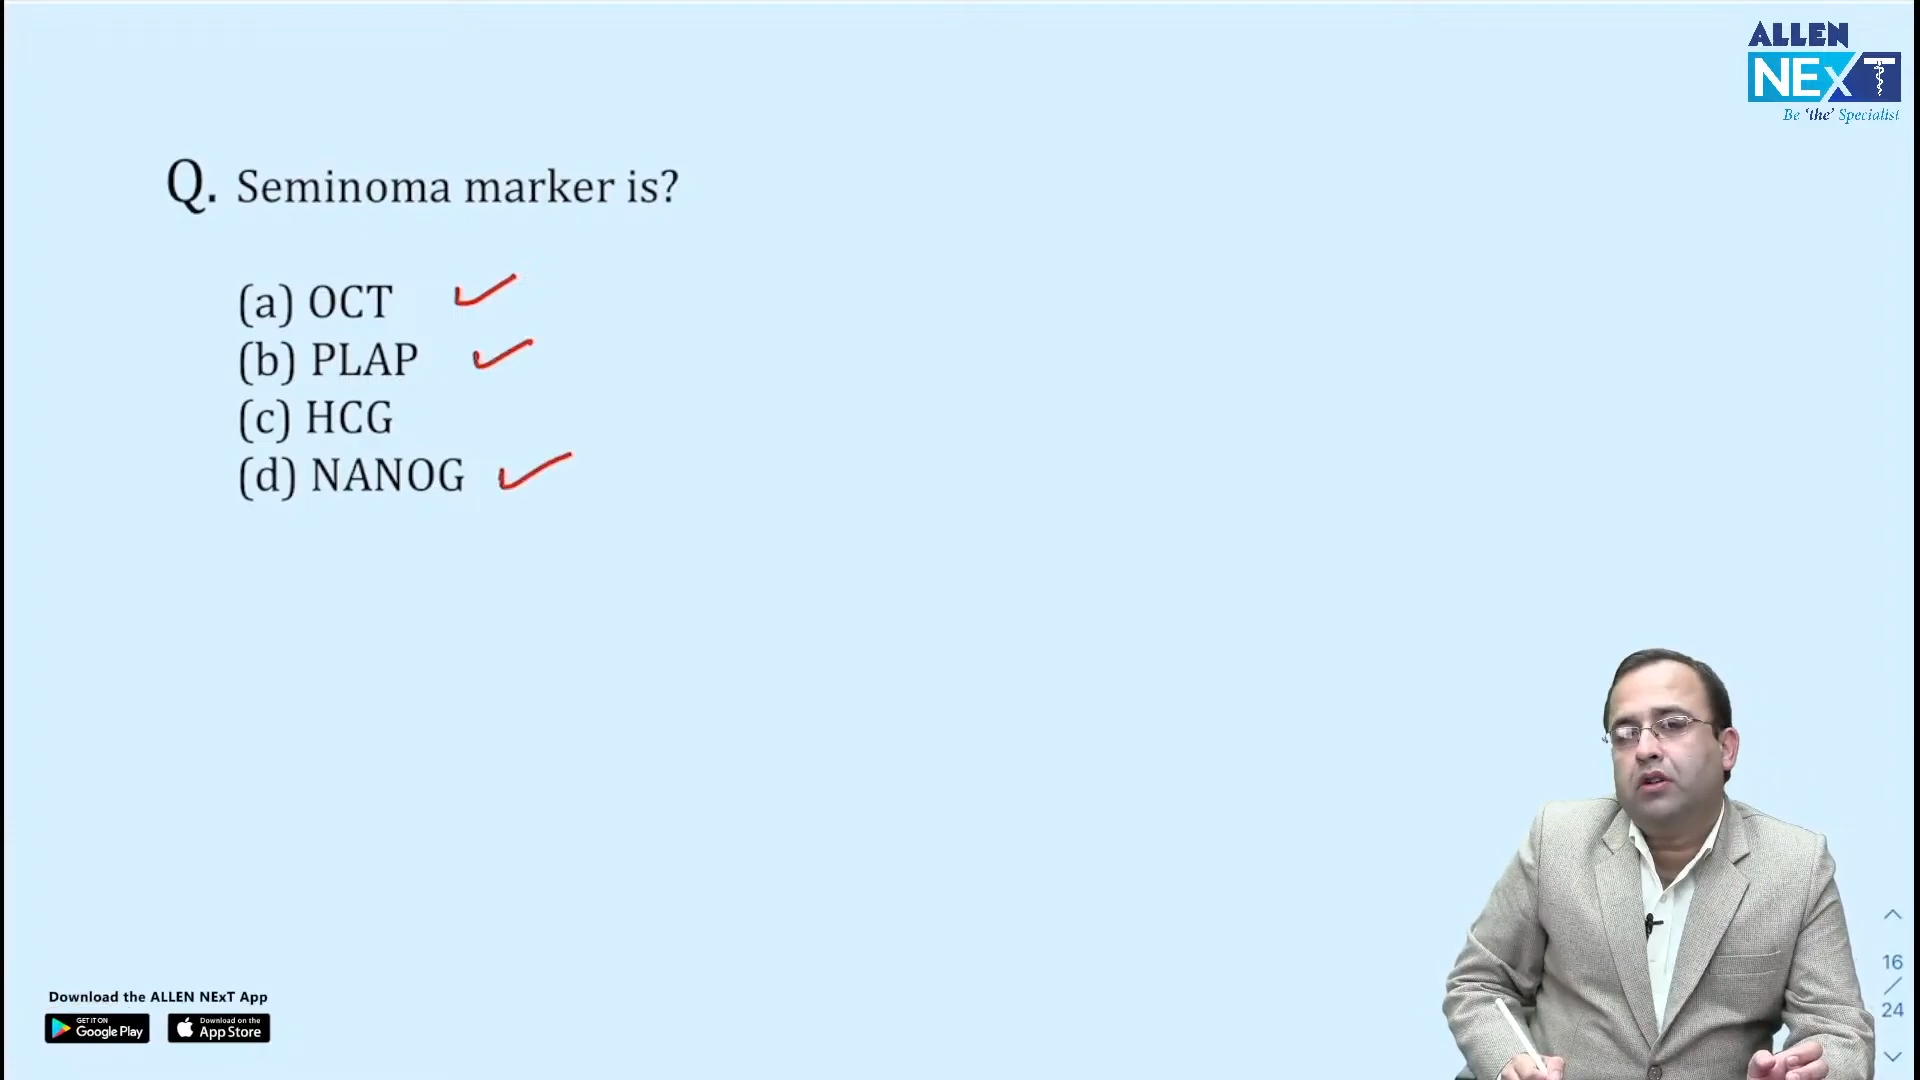 ALLEN
NExT
Be 'the' Specialist
Q. Seminoma marker is?
(a) OCT
(b) PLAP
(c) HCG
(d) NANOG
16
/
24
Download the ALLEN NExT App
GET IT ON
Google Play
Download on the
App Store